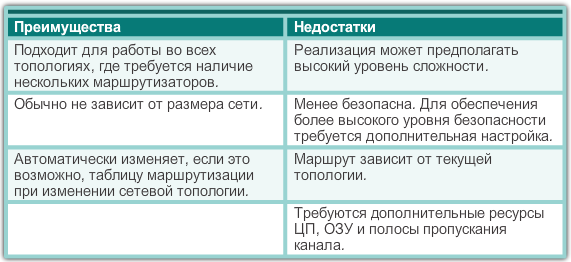 Преимущества
Недостатки
Подходит для работы во всех
топологиях, где требуется наличие
нескольких маршрутизаторов.
Реализация может предполагать
высокий уровень сложности.
Обычно не зависит от размера сети.
Менее безопасна. Для обеспечения
более высокого уровня безопасности
требуется дополнительная настройка.
Автоматически изменяет, если это
возможно, таблицу маршрутизации
при изменении сетевой топологии.
Маршрут зависит от текущей
топологии.
Требуются дополнительные ресурсы
ЦП, ОЗУ и полосы пропускания
канала.